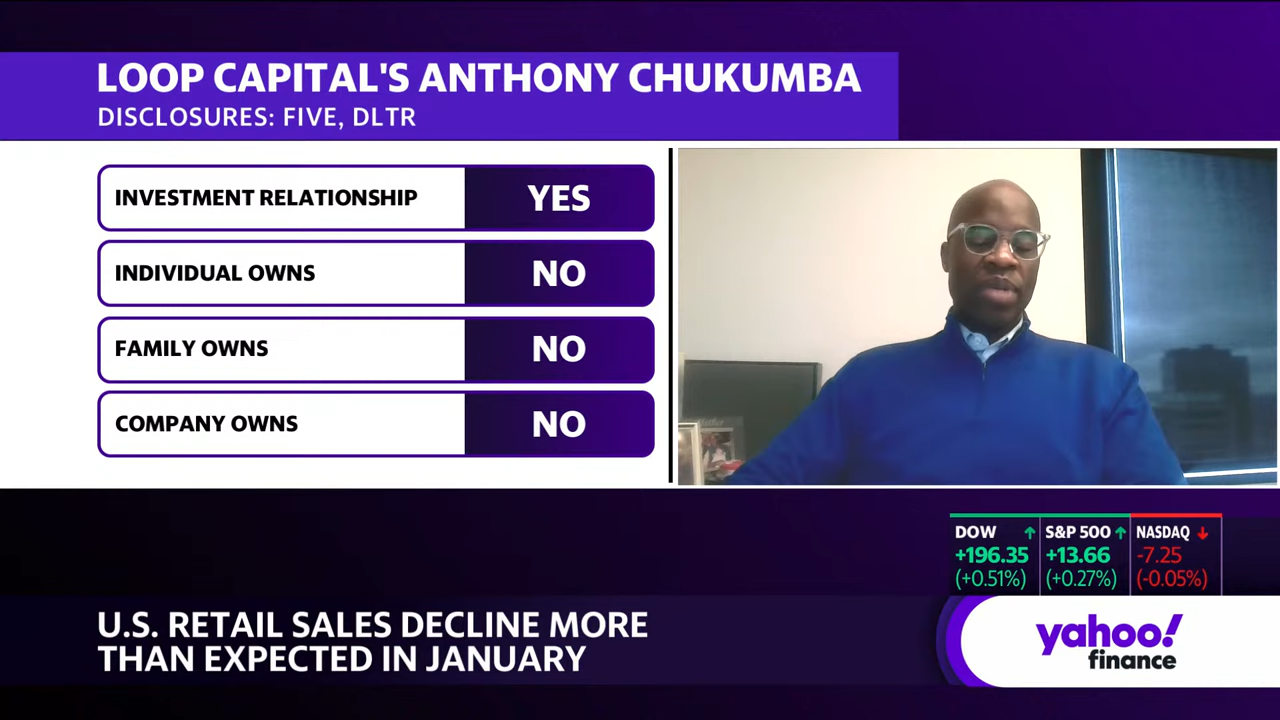 LOOP CAPITAL'S ANTHONY CHUKUMBA
DISCLOSURES: FIVE, DLTR
INVESTMENT RELATIONSHIP YES
INDIVIDUAL OWNS NO
FAMILY OWNS NO
COMPANY OWNS NO
DOW S&P 500 NASDAQ
+196.35 +13.66 -7.25
(+0.51%) (+0.27%) (-0.05%)
U.S. RETAIL SALES DECLINE MORE
THAN EXPECTED IN JANUARY
yahoo!
finance